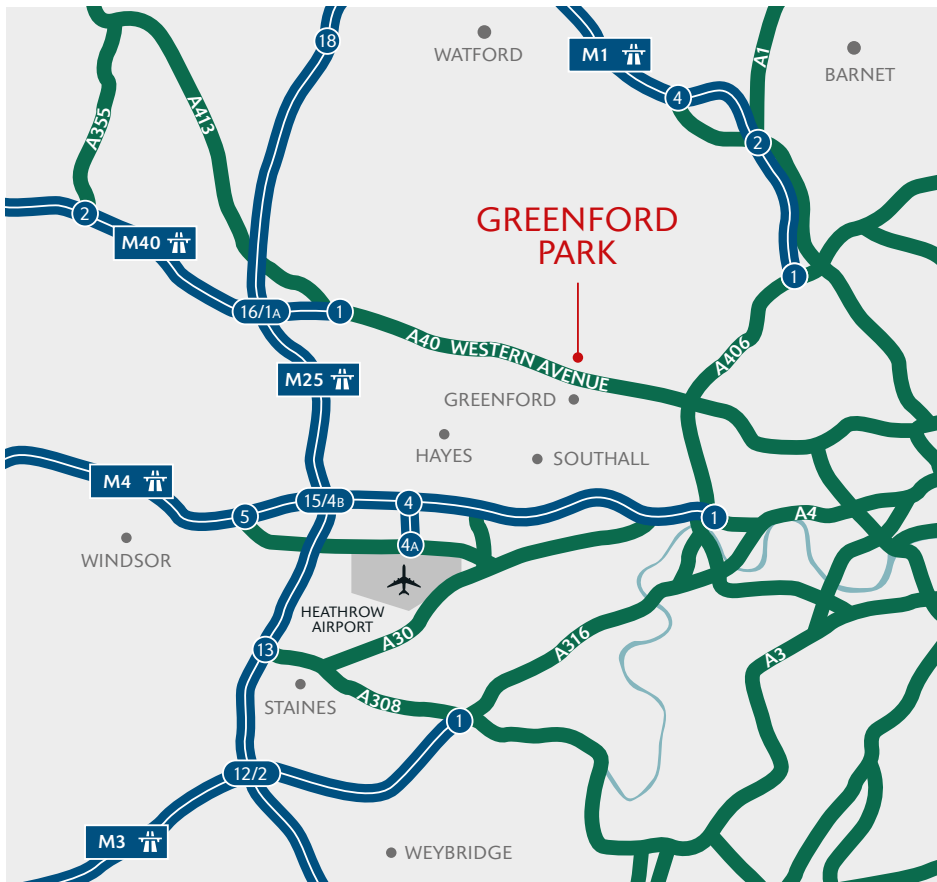 18
WATFORD
M1
A1
BARNET
4
A355
A413
2
2
M40
GREENFORD
PARK
1
16/1A
1
A40 WESTERN AVENUE
A406
M25
GREENFORD
HAYES
SOUTHALL
M4
15/4B
4
5
1
A4
4A
WINDSOR
HEATHROW
AIRPORT
A30
A316
13
A3
STAINES
A308
1
12/2
M3
WEYBRIDGE